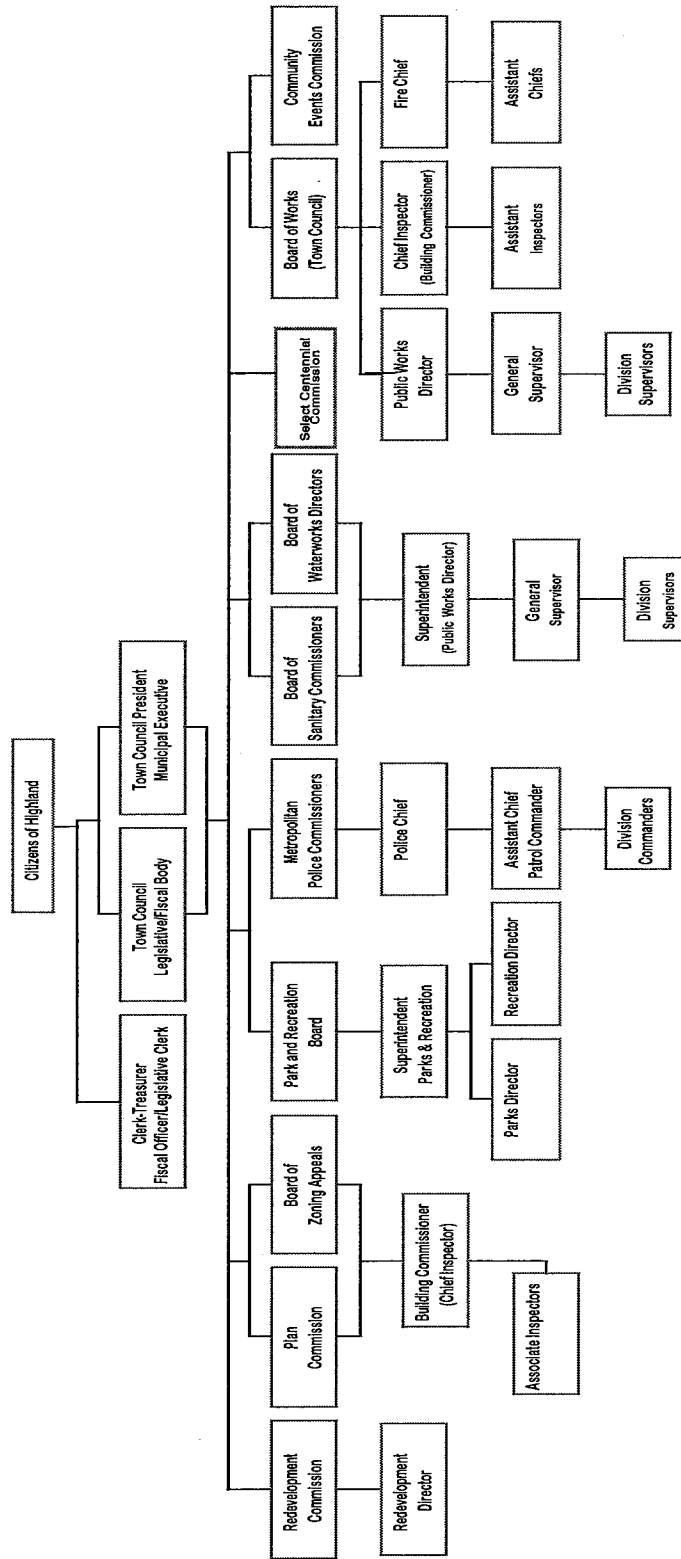 Citizens of Highland
Clerk-Treasurer
Fiscal Officer/Legislative Clerk
Town Council
Legislative/Fiscal Body
Town Council President
Municipal Executive
Redevelopment
Commission
Plan
Commission
Board of
Zoning Appeals
Park and Recreation
Board
Metropolitan
Police Commissioners
Board of
Sanitary Commissioners
Board of
Waterworks Directors
Select Centennial
Commission
Board of Works
(Town Council)
Community
Events Commission
Redevelopment
Director
Building Commissioner
(Chief Inspector)
Superintendent
Parks & Recreation
Police Chief
Superintendent
(Public Works Director)
Public Works
Director
Chief Inspector
(Building Commissioner)
Fire Chief
Associate Inspectors
Parks Director
Recreation Director
Assistant Chief
Patrol Commander
General
Supervisor
General
Supervisor
Assistant
Inspectors
Assistant
Chiefs
Division
Commanders
Division
Supervisors
Division
Supervisors